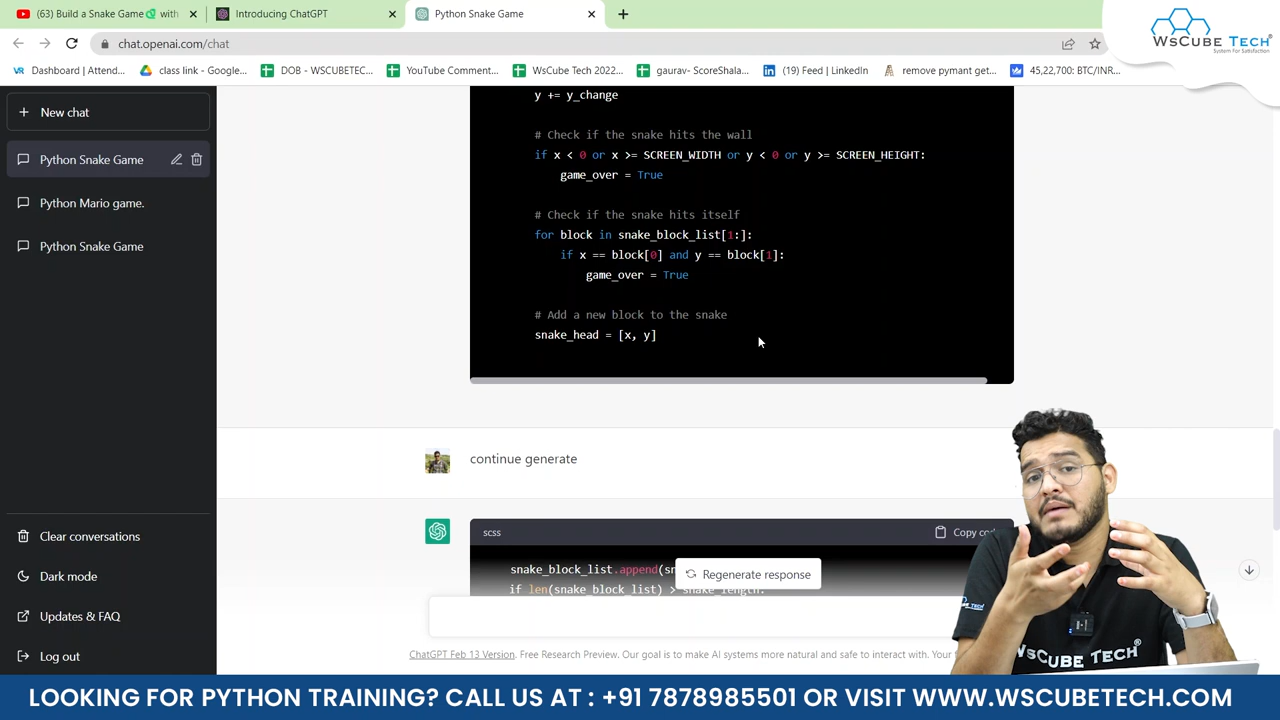 (63) Build a Snake Game with
Introducing ChatGPT
Python Snake Game
chat.openai.com/chat
WsCube Tech®
System For Satisfaction
Dashboard | Attend...
class link - Google...
DOB - WSCUBETEC...
YouTube Comment...
WsCube Tech 2022...
gaurav- ScoreShala...
(19) Feed | LinkedIn
remove pymant get...
45,22,700: BTC/INR...
New chat
Python Snake Game
Python Mario game.
Python Snake Game
Clear conversations
Dark mode
Updates & FAQ
Log out
y += y_change
# Check if the snake hits the wall
if x < 0 or x >= SCREEN_WIDTH or y < 0 or y >= SCREEN_HEIGHT:
game_over = True
# Check if the snake hits itself
for block in snake_block_list[1:]:
if x == block[0] and y == block[1]:
game_over = True
# Add a new block to the snake
snake_head = [x, y]
continue generate
scss
Copy co
snake_block_list.append(sn
if len(snake_block_list) > snake_length:
Regenerate response
ChatGPT Feb 13 Version. Free Research Preview. Our goal is to make AI systems more natural and safe to interact with. Your
WsCube Tech®
LOOKING FOR PYTHON TRAINING? CALL US AT : +91 7878985501 OR VISIT WWW.WSCUBETECH.COM